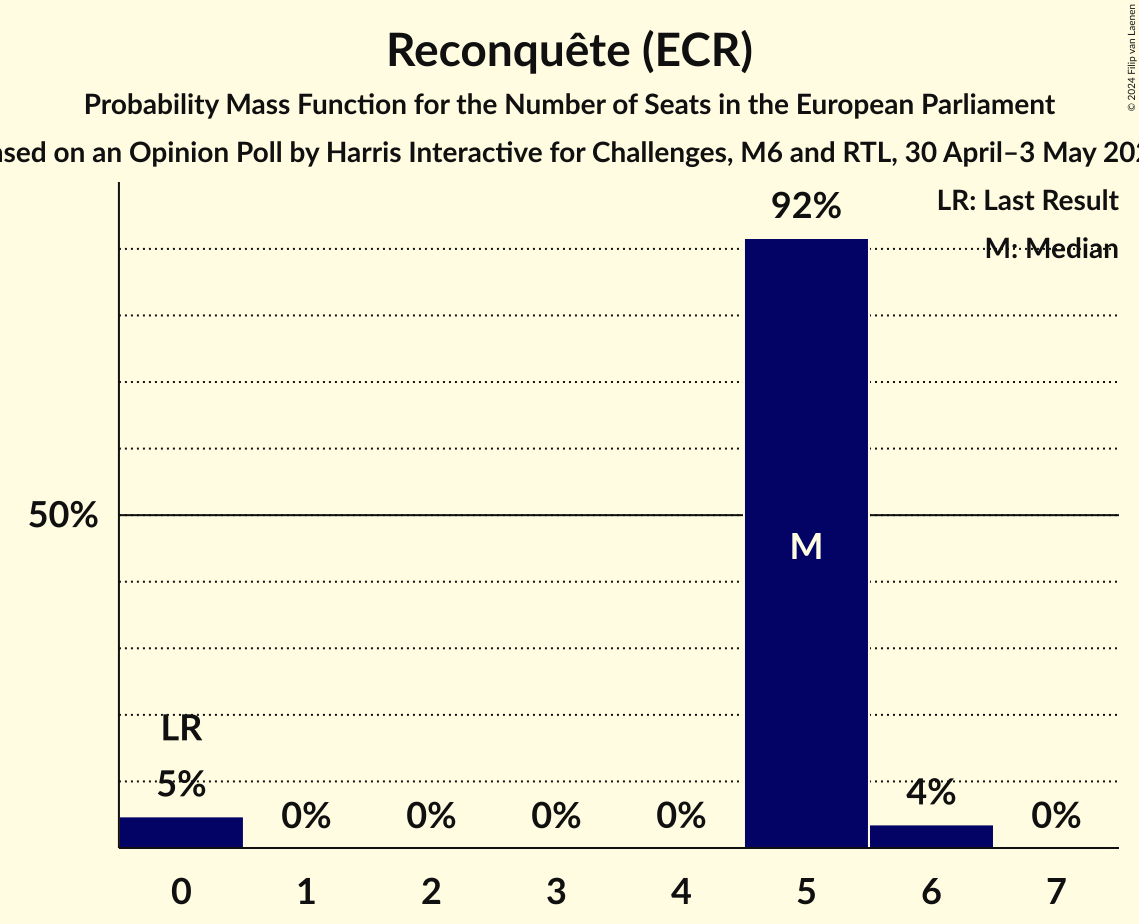 Reconquête (ECR)
Probability Mass Function for the Number of Seats in the European Parliament
on an Opinion Poll by Harris Interactive for Challenges, M6 and RTL, 30 April–3 May
© 2024 Filip van Laenen
LR: Last Result
M: Median
92%
50%
M
LR
5%
0%
0%
0%
0%
4%
0%
0
1
2
3
4
5
6
7